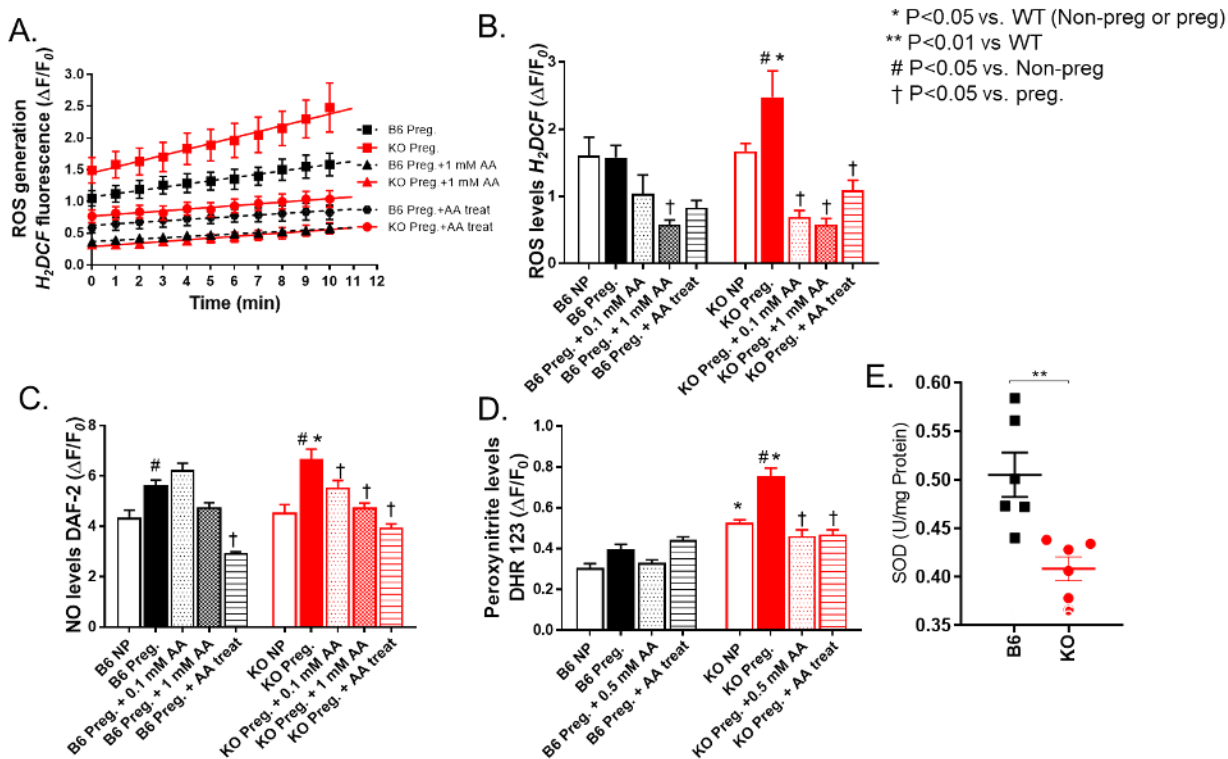 * P<0.05 vs. WT (Non-preg or preg)
** P<0.01 vs WT
# P<0.05 vs. Non-preg
† P<0.05 vs. preg.
A.
ROS generation
H₂DCF fluorescence (ΔF/F₀)
3.0
2.5
2.0
1.5
1.0
0.5
0.0
0 1 2 3 4 5 6 7 8 9 10 11 12
Time (min)
B6 Preg.
KO Preg.
B6 Preg.+1 mM AA
KO Preg +1 mM AA
B6 Preg.+AA treat
KO Preg.+AA treat
B.
ROS levels H₂DCF (ΔF/F₀)
3
2
1
0
†
# *
† † †
B6 NP
B6 Preg.
B6 Preg. + 0.1 mM AA
B6 Preg. +1 mM AA
B6 Preg. + AA treat
KO NP
KO Preg.
KO Preg. + 0.1 mM AA
KO Preg. +1 mM AA
KO Preg. + AA treat
C.
NO levels DAF-2 (ΔF/F₀)
8
6
4
2
0
#
†
# *
† † †
B6 NP
B6 Preg.
B6 Preg. + 0.1 mM AA
B6 Preg. + 1 mM AA
B6 Preg. + AA treat
KO NP
KO Preg.
KO Preg. + 0.1 mM AA
KO Preg. + 1 mM AA
KO Preg. + AA treat
D.
Peroxynitrite levels
DHR 123 (ΔF/F₀)
1.0
0.8
0.6
0.4
0.2
0.0
*
# *
† †
B6 NP
B6 Preg.
B6 Preg. +0.5 mM AA
B6 Preg. + AA treat
KO NP
KO Preg.
KO Preg. +0.5 mM AA
KO Preg. + AA treat
E.
SOD (U/mg Protein)
0.60
0.55
0.50
0.45
0.40
0.35
**
B6
KO